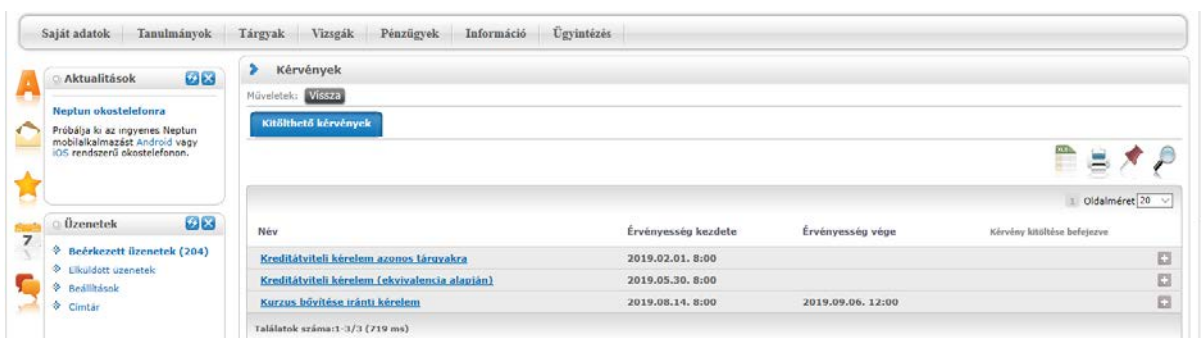 Saját adatok Tanulmányok Tárgyak Vizsgák Pénzügyek Információ Ügyintézés
Aktualitások
Neptun okostelefonra
Próbálja ki az ingyenes Neptun
mobilalkalmazást Android vagy
iOS rendszerű okostelefonon.
7
Üzenetek
Beérkezett üzenetek (204)
Elküldött üzenetek
Beállítások
Címtár
Kérvények
Műveletek: Vissza
Kitölthető kérvények
1 Oldalméret 20
Név Érvényesség kezdete Érvényesség vége Kérvény kitöltése befejezve
Kreditátviteli kérelem azonos tárgyakra 2019.02.01. 8:00
Kreditátviteli kérelem (ekvivalencia alapján) 2019.05.30. 8:00
Kurzus bővítése iránti kérelem 2019.08.14. 8:00 2019.09.06. 12:00
Találatok száma:1-3/3 (719 ms)